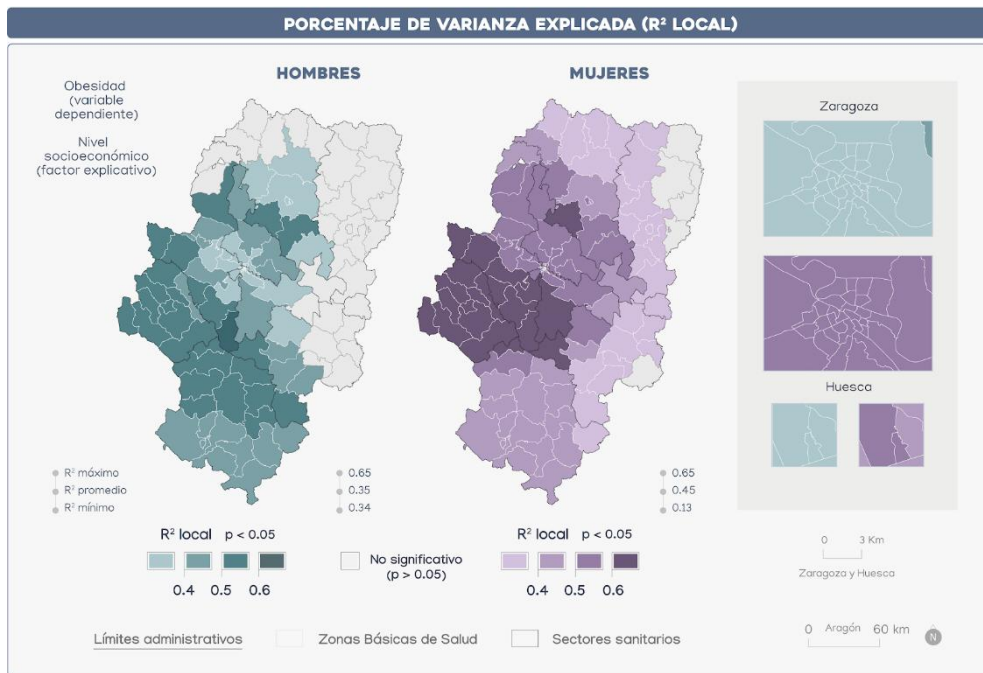 PORCENTAJE DE VARIANZA EXPLICADA (R² LOCAL)
HOMBRES
MUJERES
Obesidad
(variable
dependiente)
Nivel
socioeconómico
(factor explicativo)
Zaragoza
Huesca
R² máximo
R² promedio
R² mínimo
0.65
0.35
0.34
0.65
0.45
0.13
R² local p < 0.05
0.4 0.5 0.6
No significativo
(p > 0.05)
R² local p < 0.05
0.4 0.5 0.6
0 3 Km
Zaragoza y Huesca
Límites administrativos
Zonas Básicas de Salud
Sectores sanitarios
0 Aragón 60 km
N